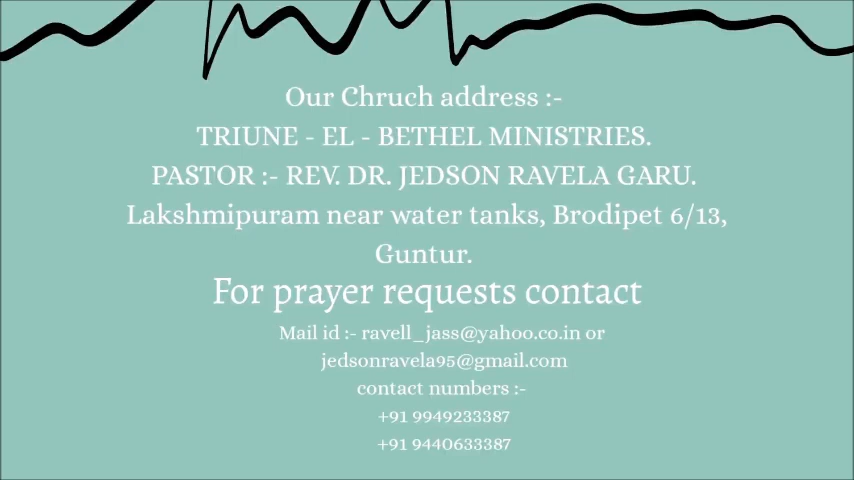 Our Chruch address :-
TRIUNE - EL - BETHEL MINISTRIES.
PASTOR :- REV. DR. JEDSON RAVELA GARU.
Lakshmipuram near water tanks, Brodipet 6/13,
Guntur.
For prayer requests contact
Mail id :- ravell_jass@yahoo.co.in or
jedsonravela95@gmail.com
contact numbers :-
+91 9949233387
+91 9440633387